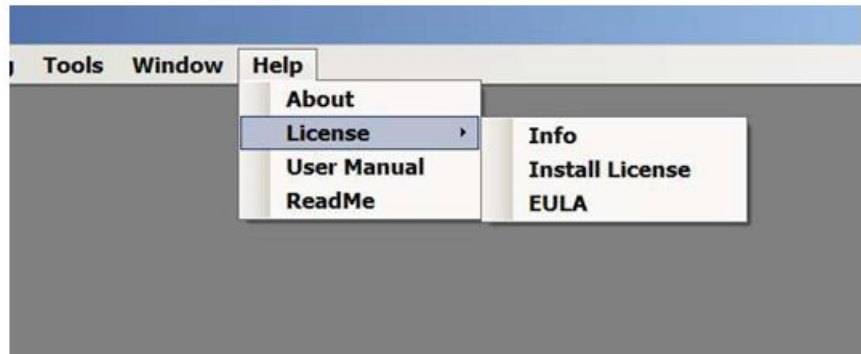 Tools Window Help
About
License
User Manual
ReadMe
Info
Install License
EULA